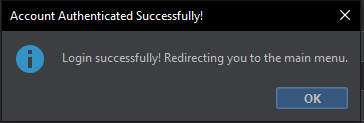 Account Authenticated Successfully!
Login successfully! Redirecting you to the main menu.
OK